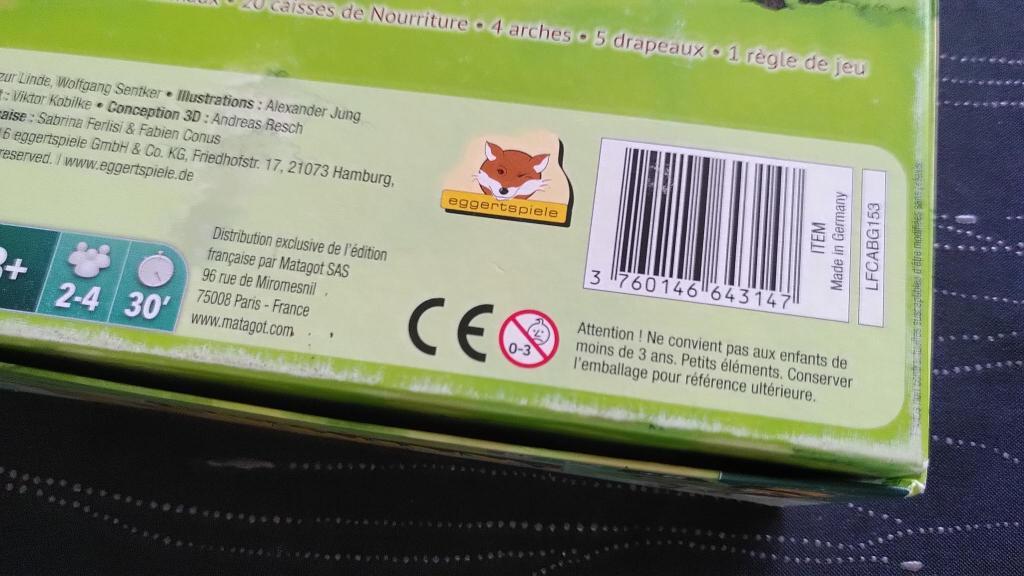 • 20 caisses de Nourriture • 4 arches • 5 drapeaux • 1 règle de jeu
zur Linde, Wolfgang Sentker • Illustrations : Alexander Jung
: Viktor Kobilke • Conception 3D : Andreas Resch
: Sabrina Ferlisi & Fabien Conus
eggertspiele GmbH & Co. KG, Friedhofstr. 17, 21073 Hamburg,
reserved. | www.eggertspiele.de
eggertspiele
3 760146 643147
ITEM
Made in Germany
LFCABG153
2-4
30'
Distribution exclusive de l'édition
française par Matagot SAS
96 rue de Miromesnil
75008 Paris - France
www.matagot.com
CE
0-3
Attention ! Ne convient pas aux enfants de
moins de 3 ans. Petits éléments. Conserver
l'emballage pour référence ultérieure.